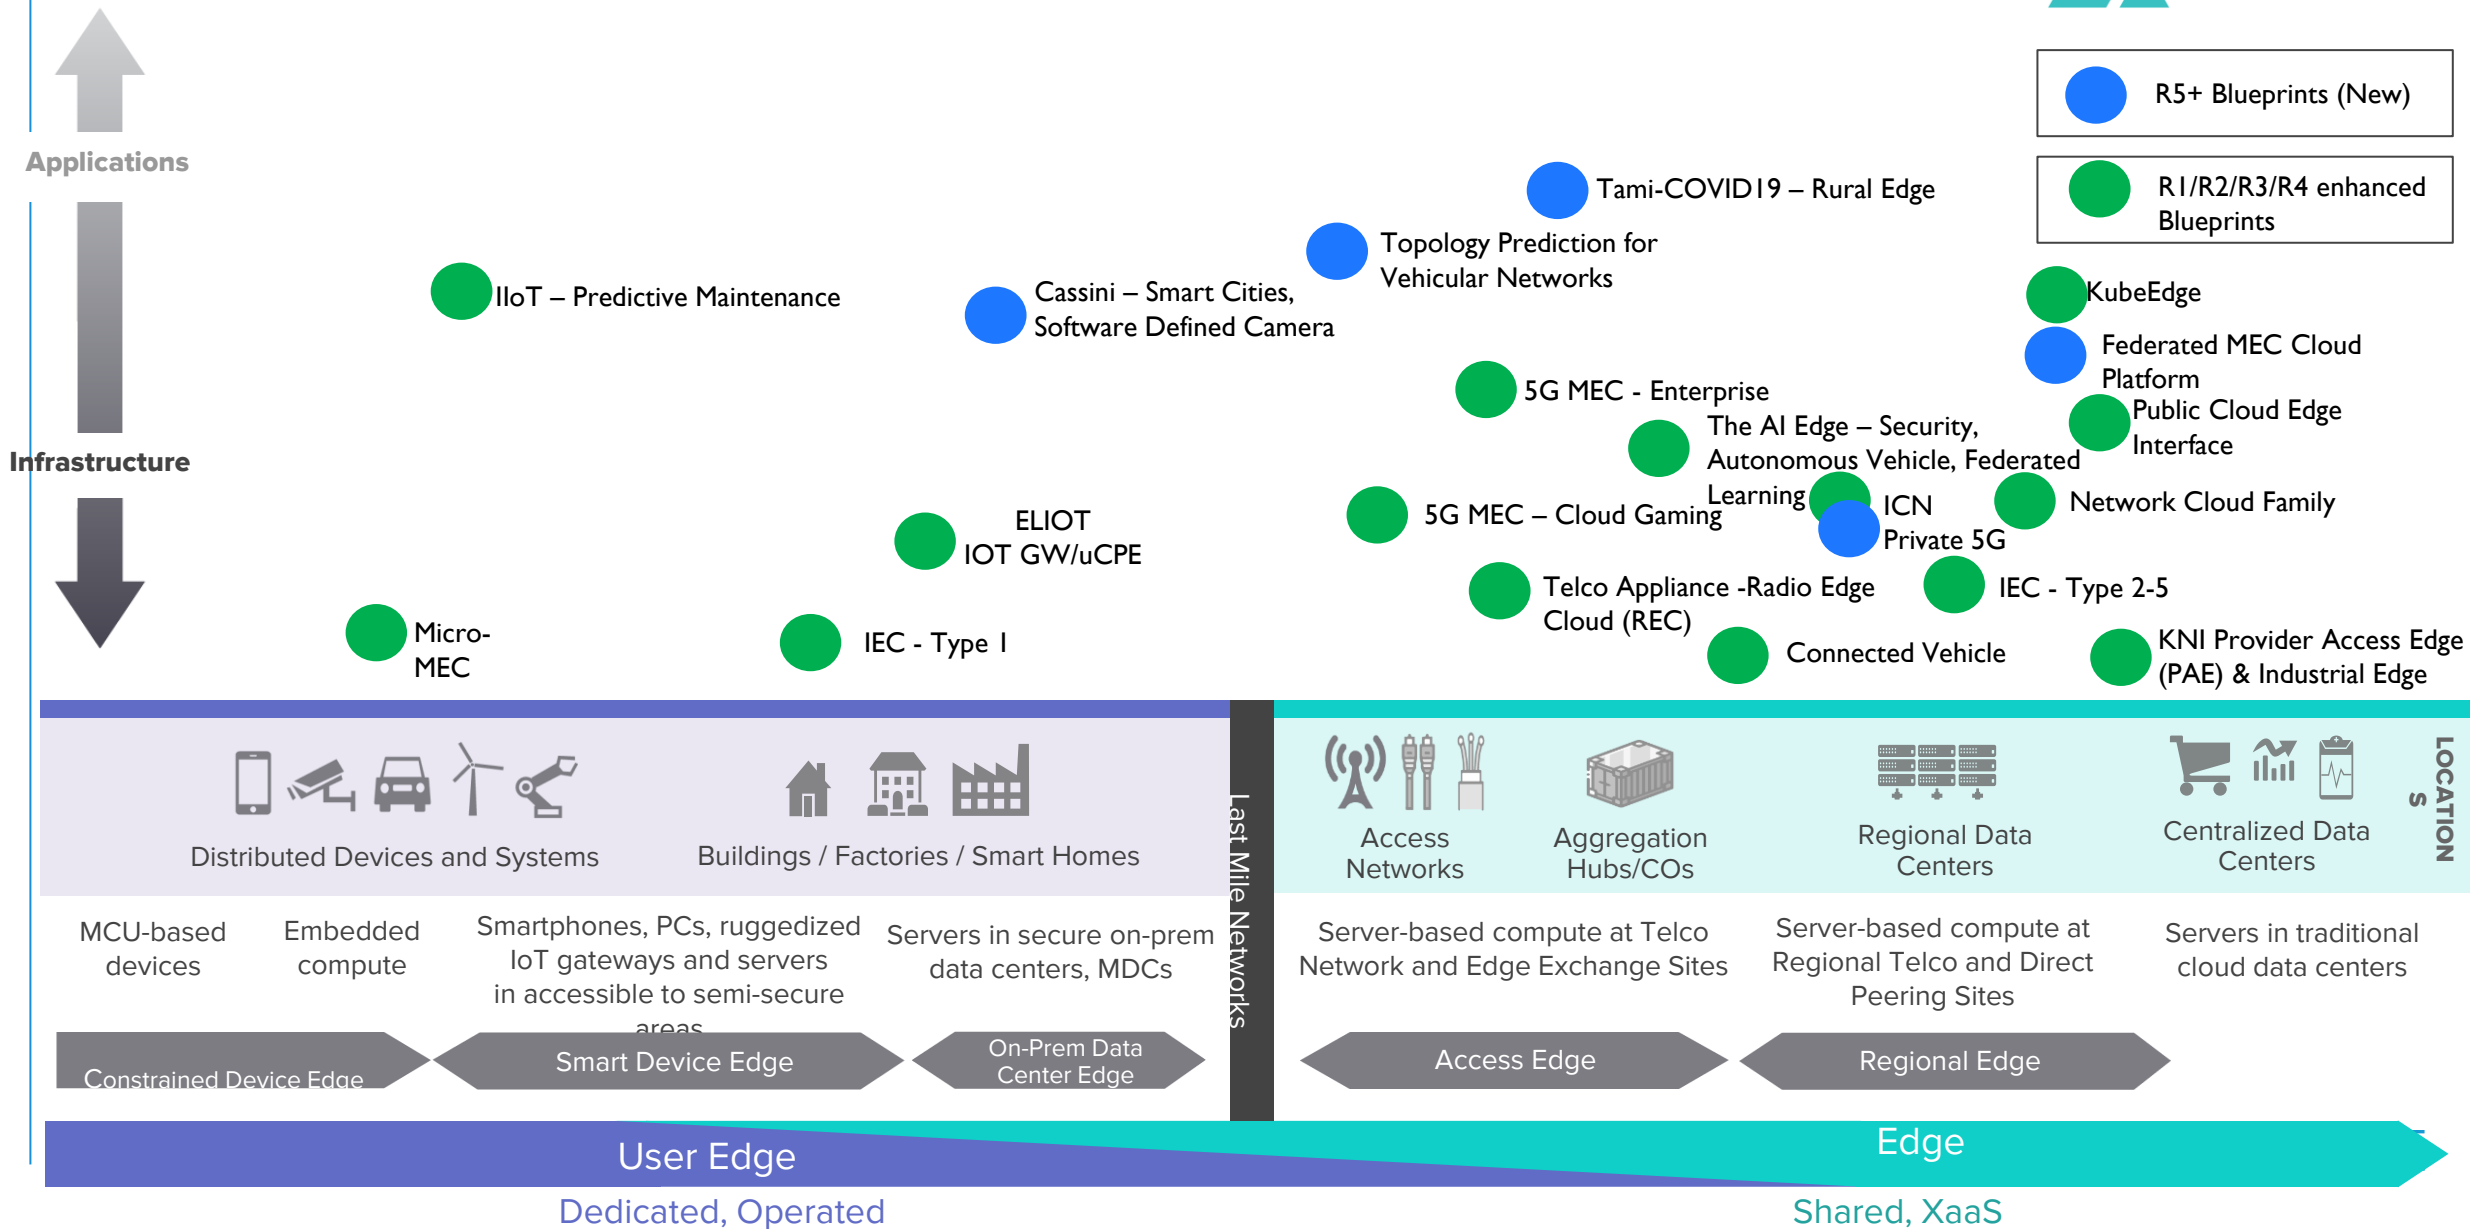 R5+ Blueprints (New)
R1/R2/R3/R4 enhanced
Blueprints
Applications
Infrastructure
Tami-COVID19 – Rural Edge
Topology Prediction for
Vehicular Networks
IIoT – Predictive Maintenance
Cassini – Smart Cities,
Software Defined Camera
KubeEdge
Federated MEC Cloud
Platform
Public Cloud Edge
Interface
5G MEC - Enterprise
The AI Edge – Security,
Autonomous Vehicle, Federated
Learning
5G MEC – Cloud Gaming
ICN
Private 5G
Network Cloud Family
ELIOT
IOT GW/uCPE
Telco Appliance -Radio Edge
Cloud (REC)
IEC - Type 2-5
Micro-
MEC
IEC - Type 1
Connected Vehicle
KNI Provider Access Edge
(PAE) & Industrial Edge
Distributed Devices and Systems
Buildings / Factories / Smart Homes
Last Mile Networks
Access
Networks
Aggregation
Hubs/COs
Regional Data
Centers
Centralized Data
Centers
LOCATION
S
MCU-based
devices
Embedded
compute
Smartphones, PCs, ruggedized
IoT gateways and servers
in accessible to semi-secure
areas
Servers in secure on-prem
data centers, MDCs
Server-based compute at Telco
Network and Edge Exchange Sites
Server-based compute at
Regional Telco and Direct
Peering Sites
Servers in traditional
cloud data centers
Constrained Device Edge
Smart Device Edge
On-Prem Data
Center Edge
Access Edge
Regional Edge
User Edge
Edge
Dedicated, Operated
Shared, XaaS